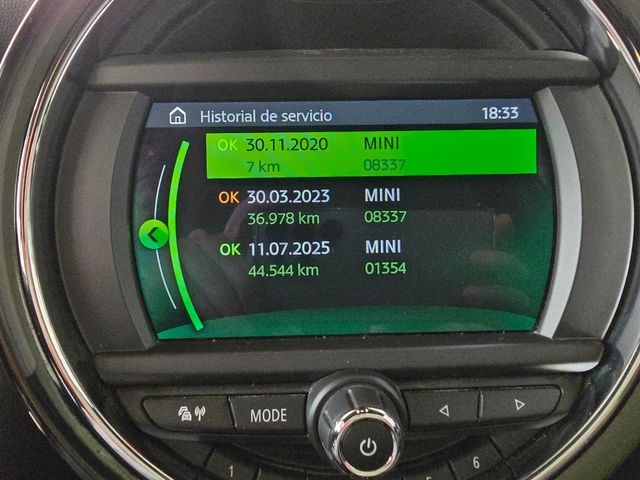 Historial de servicio 18:33
OK 30.11.2020 MINI
7 km 08337
OK 30.03.2023 MINI
36.978 km 08337
OK 11.07.2025 MINI
44.544 km 01354
MODE
1
6